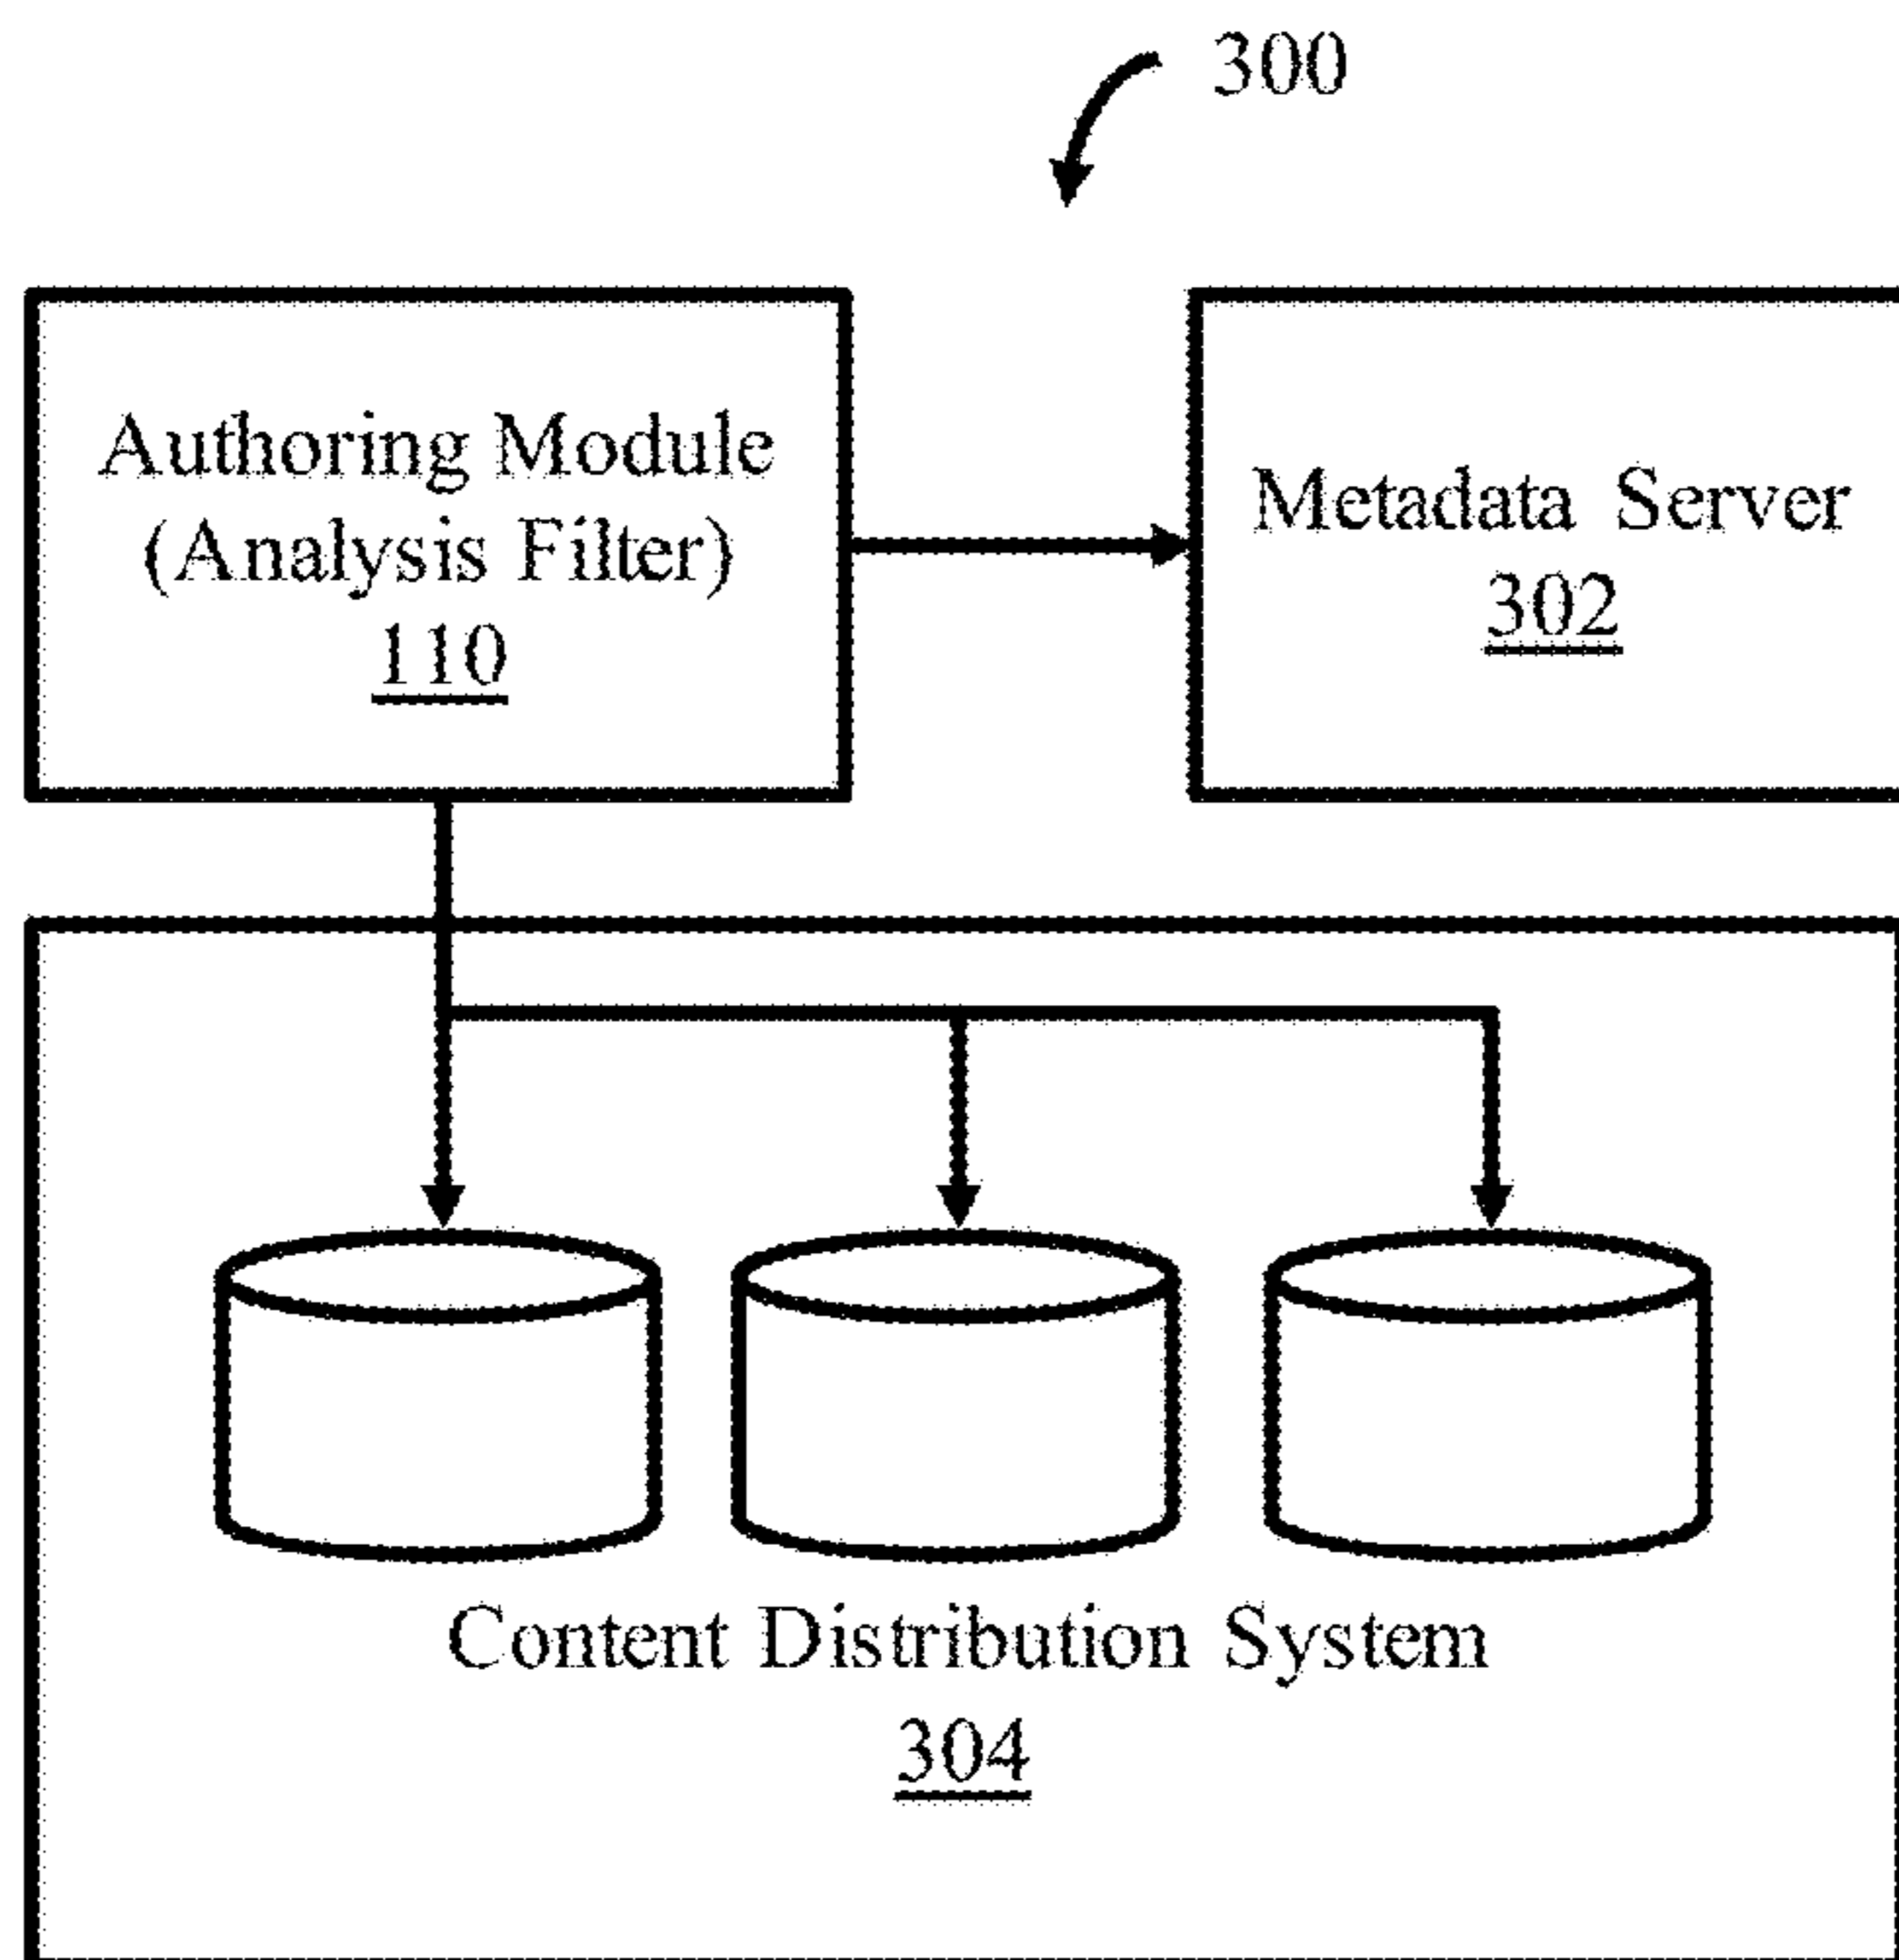 300
Authoring Module
(Analysis Filter)
110
Metadata Server
302
Content Distribution System
304